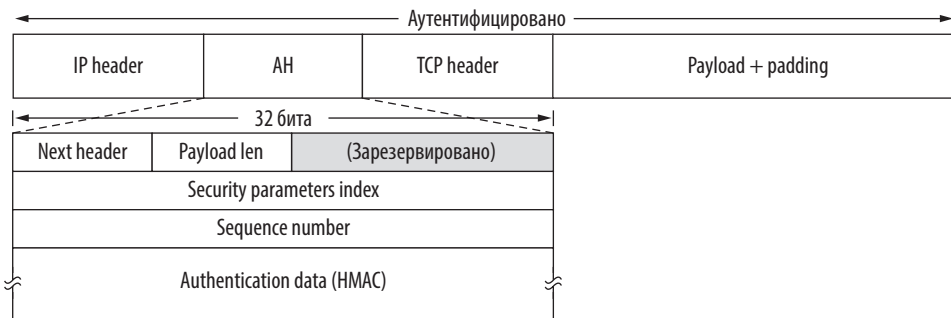 Аутентифицировано
IP header AH TCP header Payload + padding
32 бита
Next header Payload len (Зарезервировано)
Security parameters index
Sequence number
Authentication data (HMAC)